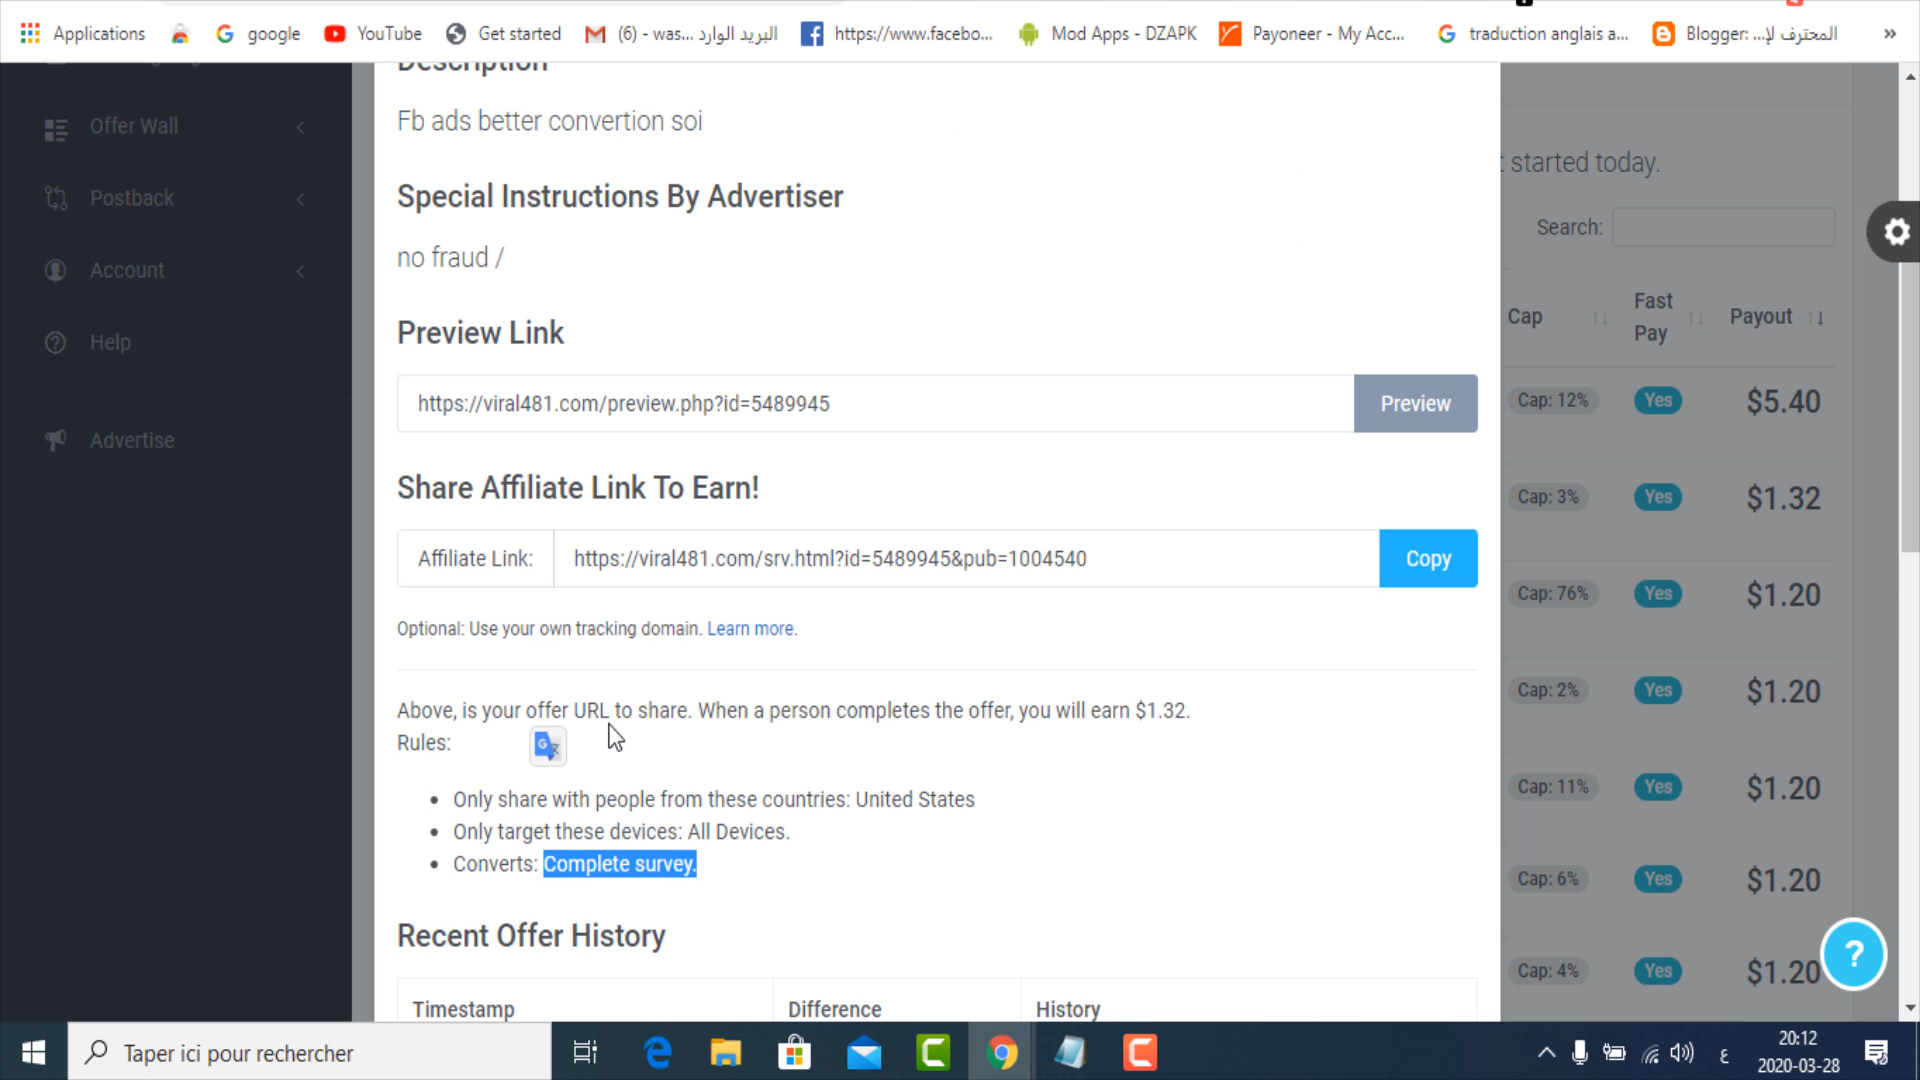 Applications
google
YouTube
Get started
(6) - was... البريد الوارد
https://www.facebo...
Mod Apps - DZAPK
Payoneer - My Acc...
traduction anglais a...
Blogger: ...المحترف لإ
»
Description
Offer Wall
Fb ads better convertion soi
started today.
Postback
Special Instructions By Advertiser
Search:
Account
no fraud /
Help
Preview Link
Cap
Fast Pay
Payout
https://viral481.com/preview.php?id=5489945
Preview
Cap: 12%
Yes
$5.40
Advertise
Share Affiliate Link To Earn!
Cap: 3%
Yes
$1.32
Affiliate Link:
https://viral481.com/srv.html?id=5489945&pub=1004540
Copy
Cap: 76%
Yes
$1.20
Optional: Use your own tracking domain. Learn more.
Cap: 2%
Yes
$1.20
Above, is your offer URL to share. When a person completes the offer, you will earn $1.32.
Rules:
Only share with people from these countries: United States
Cap: 11%
Yes
$1.20
Only target these devices: All Devices.
Converts: Complete survey.
Cap: 6%
Yes
$1.20
Recent Offer History
Cap: 4%
Yes
$1.20
?
Timestamp
Difference
History
Taper ici pour rechercher
ع
20:12
2020-03-28